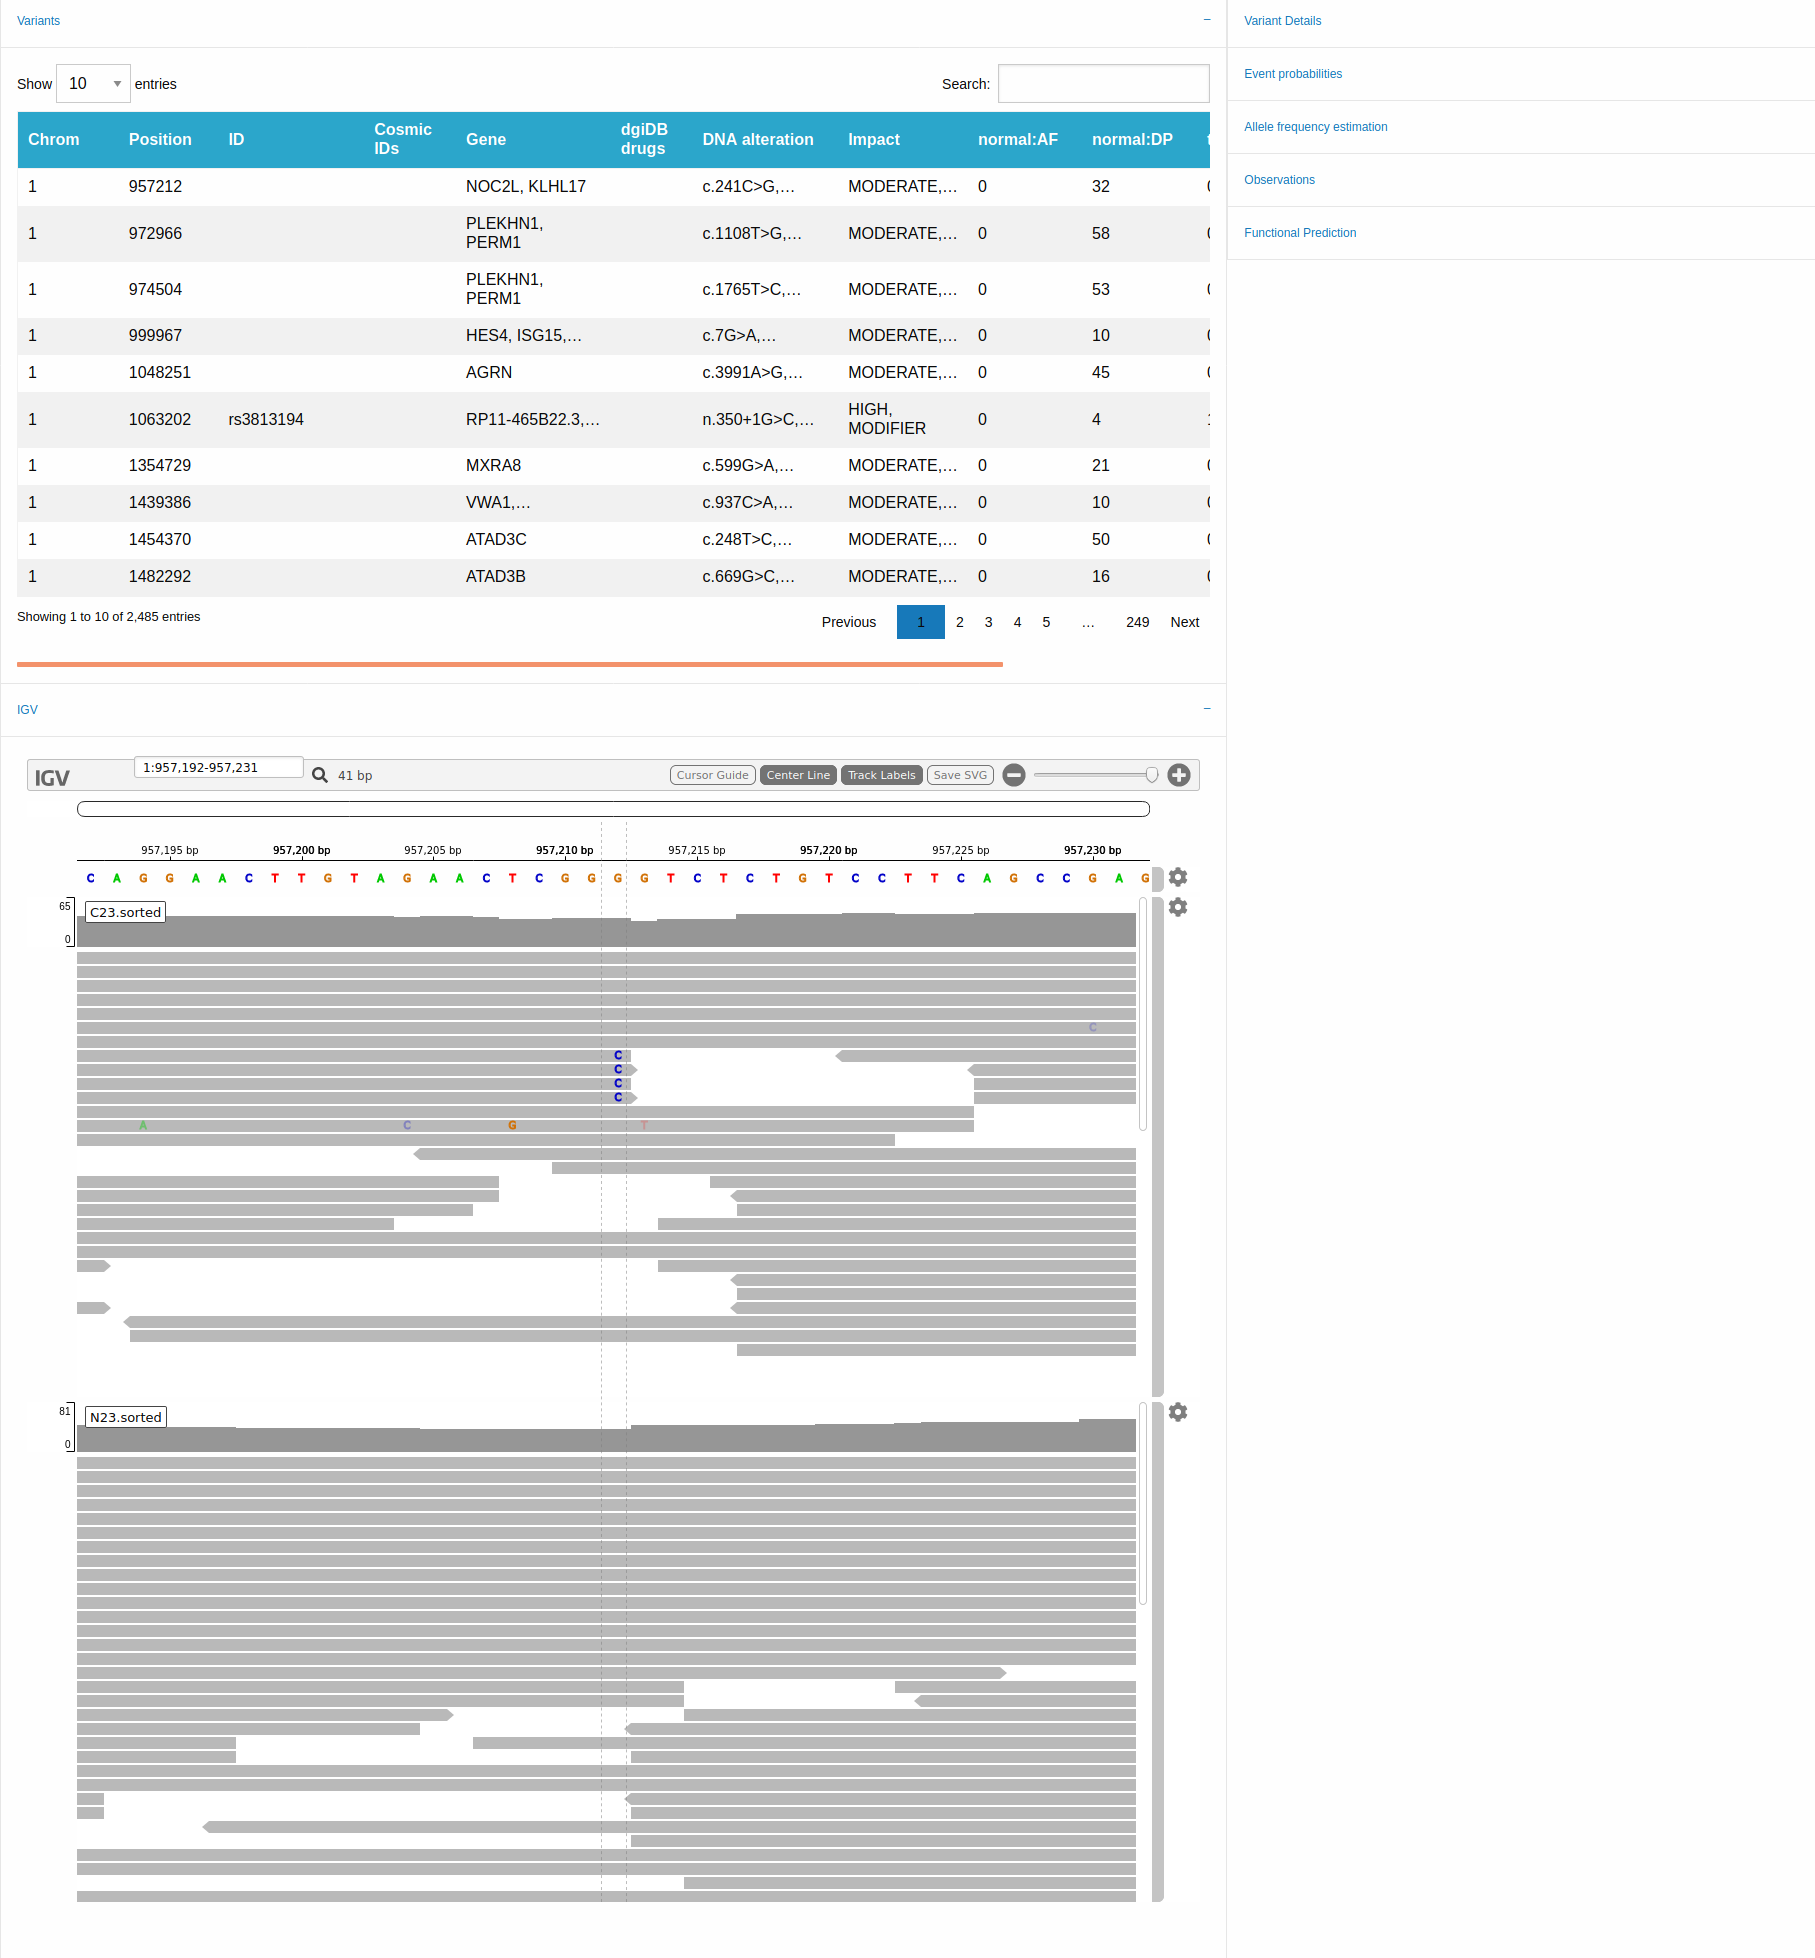 Variants
−
Show 10 entries
Search:
Chrom Position ID Cosmic IDs Gene dgiDB drugs DNA alteration Impact normal:AF normal:DP
1 957212 NOC2L, KLHL17 c.241C>G,… MODERATE,… 0 32
1 972966 PLEKHN1, PERM1 c.1108T>G,… MODERATE,… 0 58
1 974504 PLEKHN1, PERM1 c.1765T>C,… MODERATE,… 0 53
1 999967 HES4, ISG15,… c.7G>A,… MODERATE,… 0 10
1 1048251 AGRN c.3991A>G,… MODERATE,… 0 45
1 1063202 rs3813194 RP11-465B22.3,… n.350+1G>C,… HIGH, MODIFIER 0 4
1 1354729 MXRA8 c.599G>A,… MODERATE,… 0 21
1 1439386 VWA1,… c.937C>A,… MODERATE,… 0 10
1 1454370 ATAD3C c.248T>C,… MODERATE,… 0 50
1 1482292 ATAD3B c.669G>C,… MODERATE,… 0 16
Showing 1 to 10 of 2,485 entries
Previous 1 2 3 4 5 … 249 Next
IGV
−
IGV 1:957,192-957,231 41 bp Cursor Guide Center Line Track Labels Save SVG
957,195 bp 957,200 bp 957,205 bp 957,210 bp 957,215 bp 957,220 bp 957,225 bp 957,230 bp
C A G G A A C T T G T A G A A C T C G G G G T C T C T G T C C T T C A G C C G A G
65
C23.sorted
0
C
C
C
C
C
A C G T
81
N23.sorted
0
Variant Details
Event probabilities
Allele frequency estimation
Observations
Functional Prediction